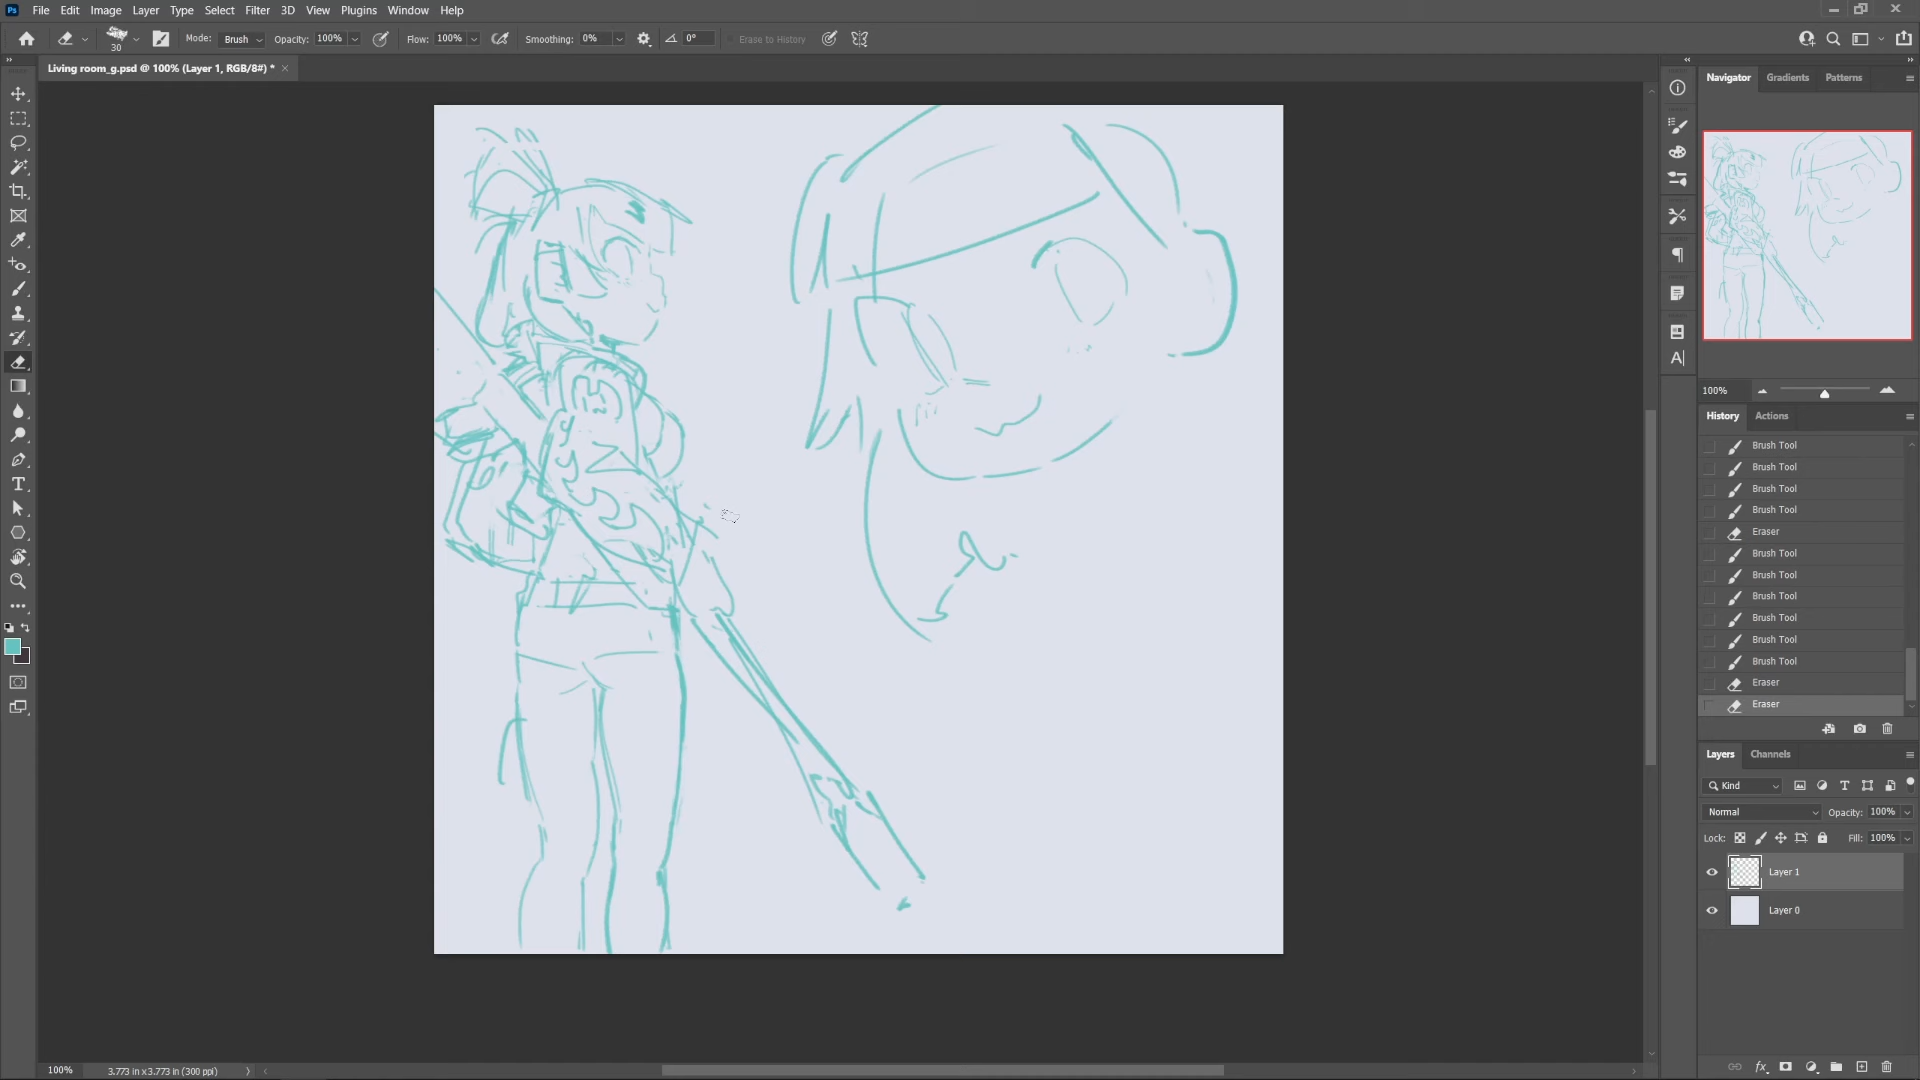 Ps File Edit Image Layer Type Select Filter 3D View Plugins Window Help
30 Mode: Brush Opacity: 100% Flow: 100% Smoothing: 0% 0° Erase to History
Living room_g.psd @ 100% (Layer 1, RGB/8#) *
Navigator Gradients Patterns
100%
History Actions
Brush Tool
Brush Tool
Brush Tool
Brush Tool
Eraser
Brush Tool
Brush Tool
Brush Tool
Brush Tool
Brush Tool
Brush Tool
Eraser
Eraser
Layers Channels
Kind
Normal Opacity: 100%
Lock: Fill: 100%
Layer 1
Layer 0
fx
100% 3.773 in x 3.773 in (300 ppi)